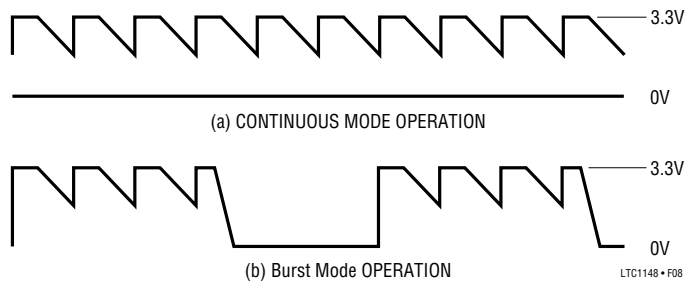 3.3V
0V
(a) CONTINUOUS MODE OPERATION
3.3V
0V
(b) Burst Mode OPERATION
LTC1148 • F08